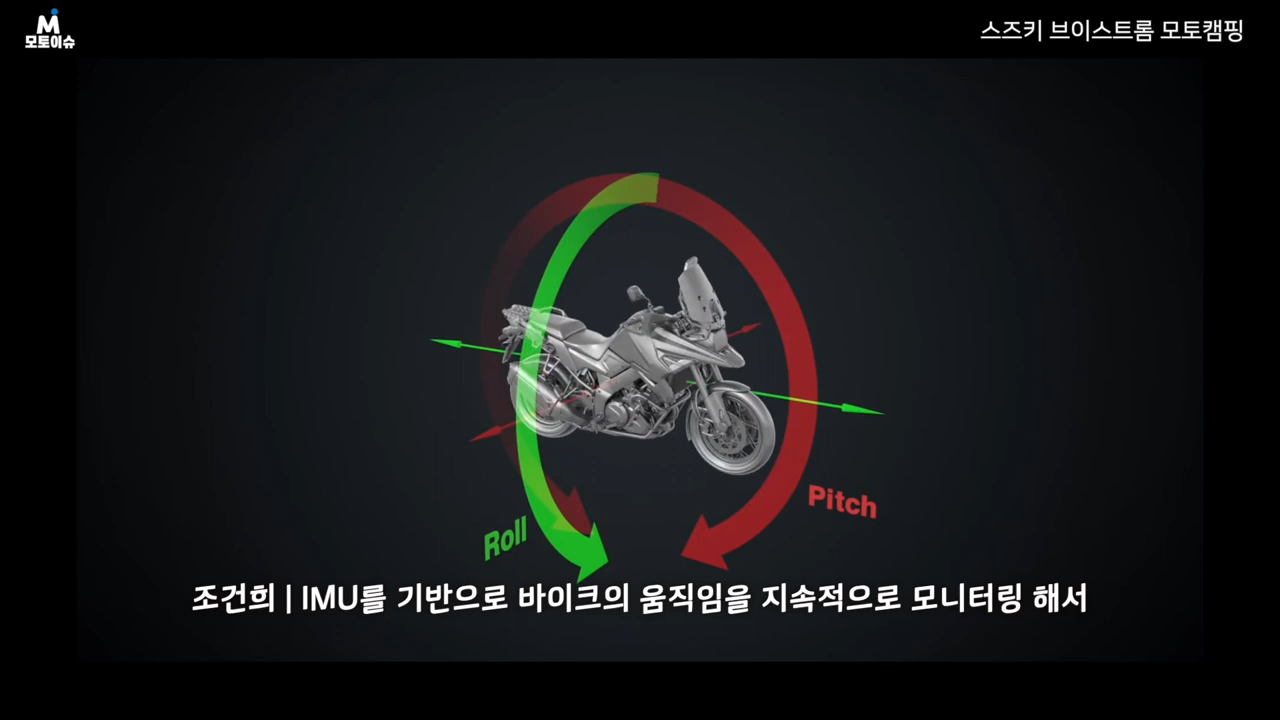 M
모토이슈
스즈키 브이스트롬 모토캠핑
Pitch
Roll
조건희 | IMU를 기반으로 바이크의 움직임을 지속적으로 모니터링 해서